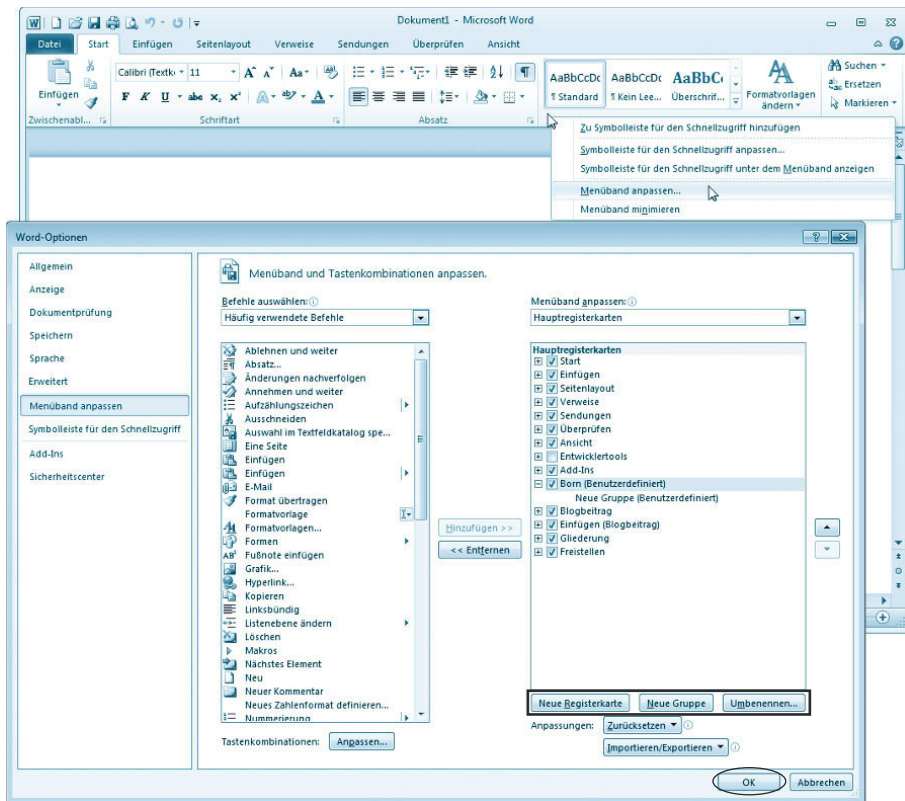 Dokument1 - Microsoft Word
Datei Start Einfügen Seitenlayout Verweise Sendungen Überprüfen Ansicht
Einfügen
Calibri (Textkı 11
F K U abe x₂ x²
AaBbCcDc AaBbCcDc AaBbC
¶ Standard ¶ Kein Lee... Überschrif...
Formatvorlagen
ändern
Suchen
Ersetzen
Markieren
Zwischenabl... Schriftart Absatz
Zu Symbolleiste für den Schnellzugriff hinzufügen
Symbolleiste für den Schnellzugriff anpassen...
Symbolleiste für den Schnellzugriff unter dem Menüband anzeigen
Menüband anpassen...
Menüband minimieren
Word-Optionen
Allgemein
Anzeige
Dokumentprüfung
Speichern
Sprache
Erweitert
Menüband anpassen
Symbolleiste für den Schnellzugriff
Add-Ins
Sicherheitscenter
Menüband und Tastenkombinationen anpassen.
Befehle auswählen:
Häufig verwendete Befehle
Ablehnen und weiter
Absatz...
Änderungen nachverfolgen
Annehmen und weiter
Aufzählungszeichen
Ausschneiden
Auswahl im Textfeldkatalog spe...
Eine Seite
Einfügen
Einfügen
E-Mail
Format übertragen
Formatvorlage
Formatvorlagen...
Formen
Fußnote einfügen
Grafik...
Hyperlink...
Kopieren
Linksbündig
Listenebene ändern
Löschen
Makros
Nächstes Element
Neu
Neuer Kommentar
Neues Zahlenformat definieren...
Nummerierung
Tastenkombinationen: Anpassen...
Hinzufügen >>
<< Entfernen
Menüband anpassen:
Hauptregisterkarten
Hauptregisterkarten
Start
Einfügen
Seitenlayout
Verweise
Sendungen
Überprüfen
Ansicht
Entwicklertools
Add-Ins
Born (Benutzerdefiniert)
Neue Gruppe (Benutzerdefiniert)
Blogbeitrag
Einfügen (Blogbeitrag)
Gliederung
Freistellen
Neue Registerkarte Neue Gruppe Umbenennen...
Anpassungen: Zurücksetzen
Importieren/Exportieren
OK Abbrechen